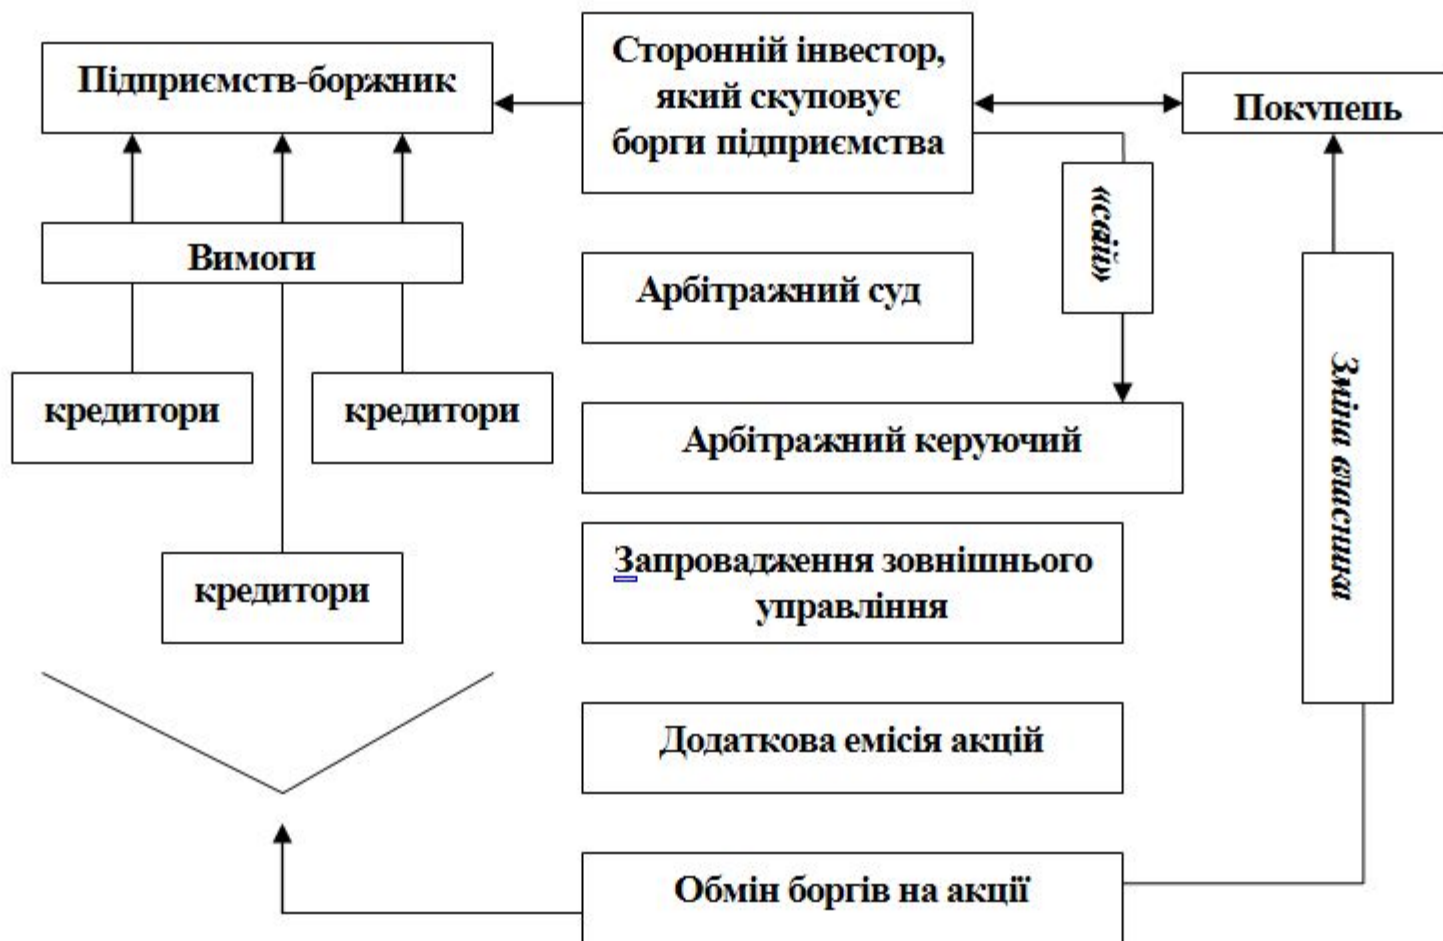 Підприємств-боржник
Сторонній інвестор,
який скуповує
борги підприємства
Покупець
Вимоги
«свій»
Арбітражний суд
кредитори
кредитори
Арбітражний керуючий
Зміна власника
Запровадження зовнішнього
управління
кредитори
Додаткова емісія акцій
Обмін боргів на акції